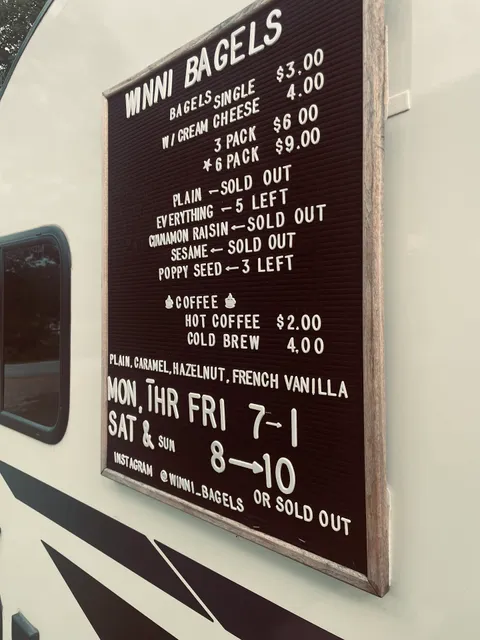 WINNI BAGELS
BAGELS SINGLE $3.00
W/ CREAM CHEESE 4.00
3 PACK $6 00
★6 PACK $9.00
PLAIN ←SOLD OUT
EVERYTHING ←5 LEFT
CINNAMON RAISIN←SOLD OUT
SESAME← SOLD OUT
POPPY SEED←3 LEFT
👍COFFEE👍
HOT COFFEE $2.00
COLD BREW 4,00
PLAIN, CARAMEL, HAZELNUT, FRENCH VANILLA
MON, THR FRI 7→1
SAT & SUN 8→10
OR SOLD OUT
INSTAGRAM @WINNI_BAGELS